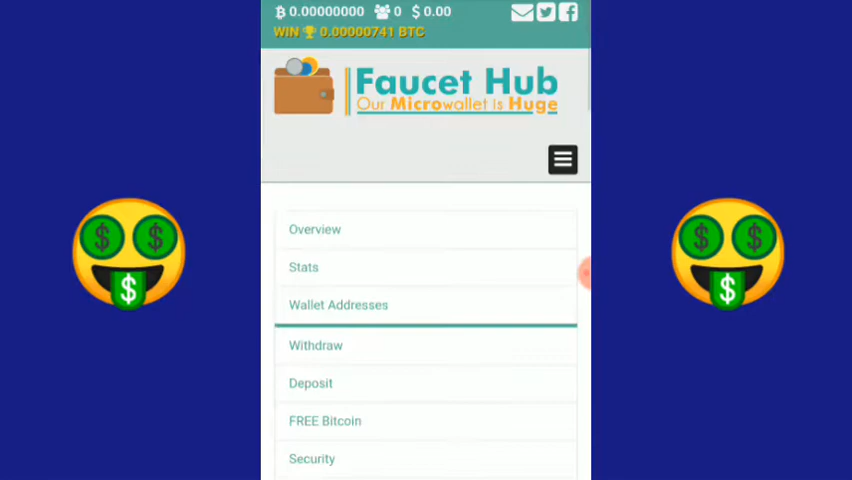 ₿ 0.00000000 0 $ 0.00
WIN 0.00000741 BTC
Faucet Hub
Our Microwallet is Huge
Overview
Stats
Wallet Addresses
Withdraw
Deposit
FREE Bitcoin
Security